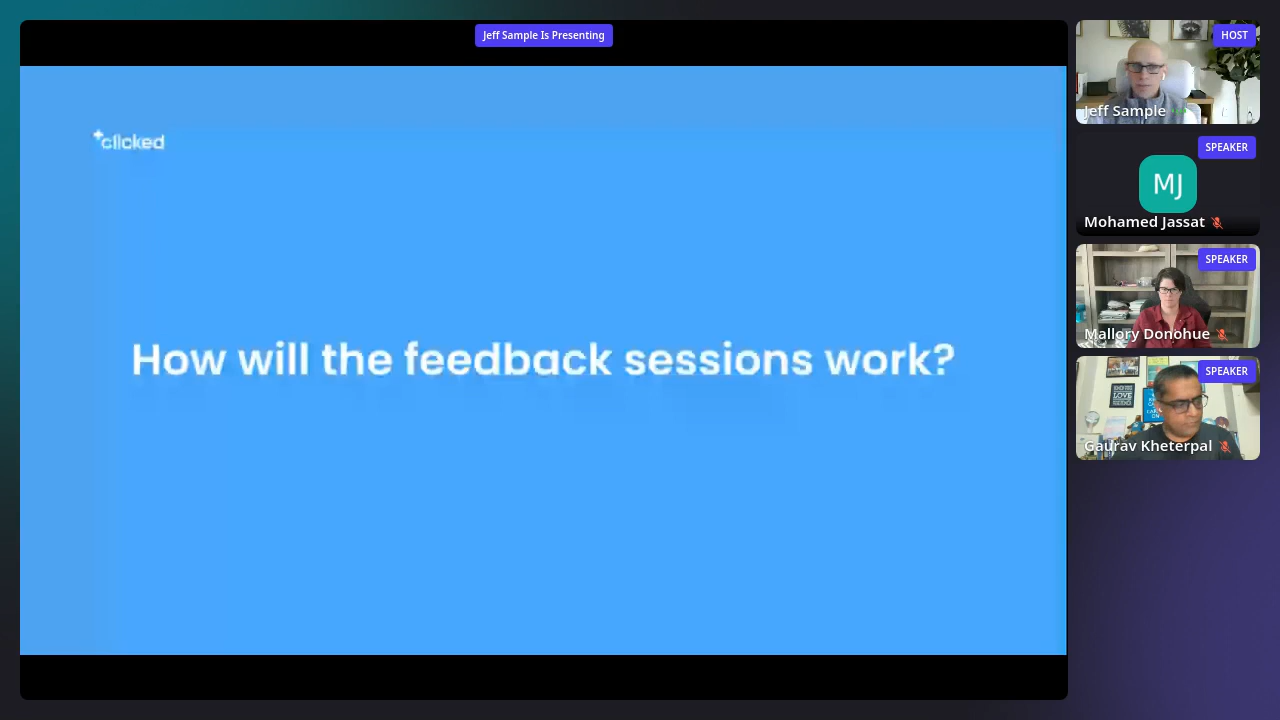 Jeff Sample Is Presenting
clicked
How will the feedback sessions work?
HOST
Jeff Sample
SPEAKER
MJ
Mohamed Jassat
SPEAKER
Mallory Donohue
SPEAKER
Gaurav Kheterpal